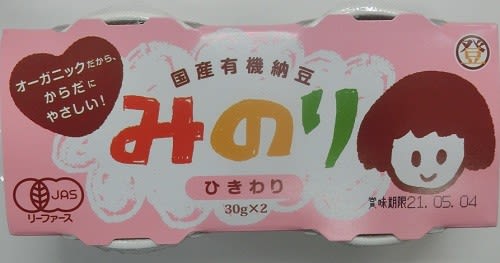 オーガニックだから、
からだに
やさしい!
国産有機納豆
みのり
ひきわり
30g×2
JAS
リーファース
賞味期限21.05.04